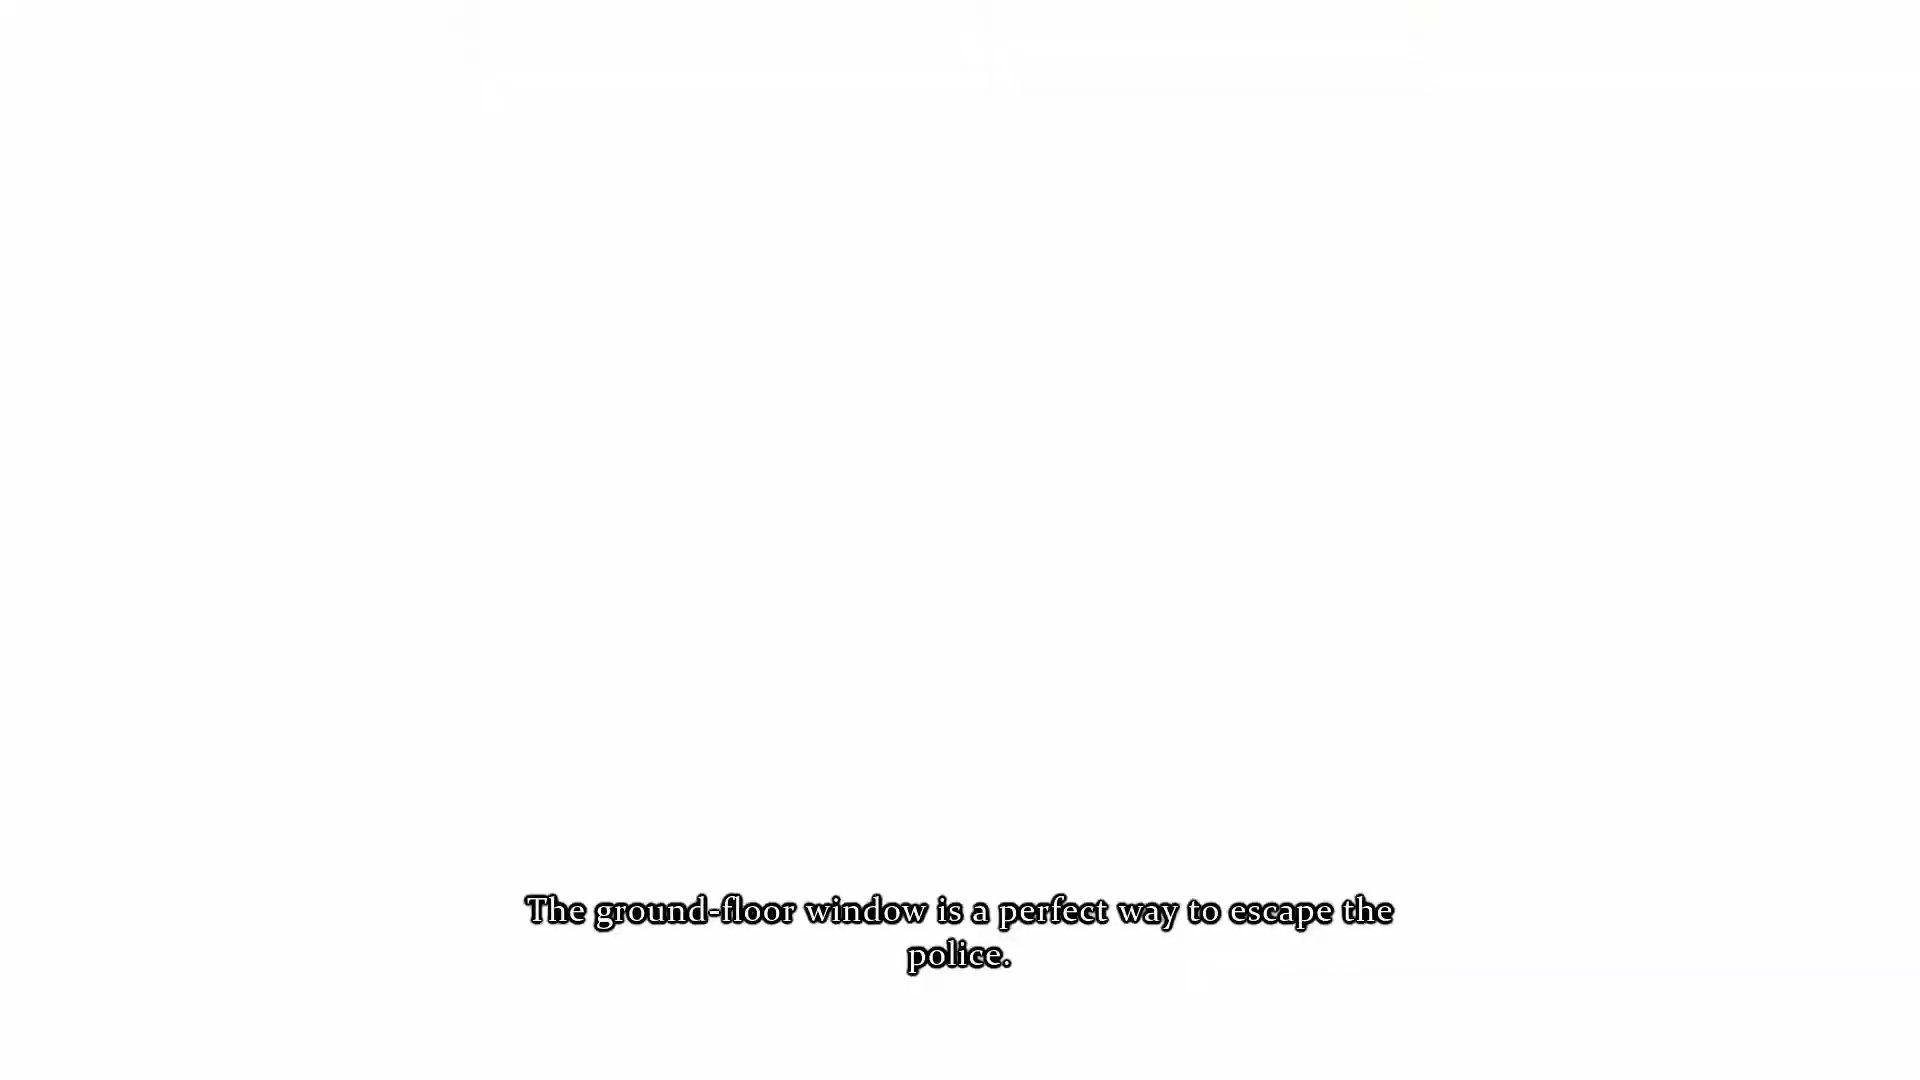 The ground-floor window is a perfect way to escape the
police.